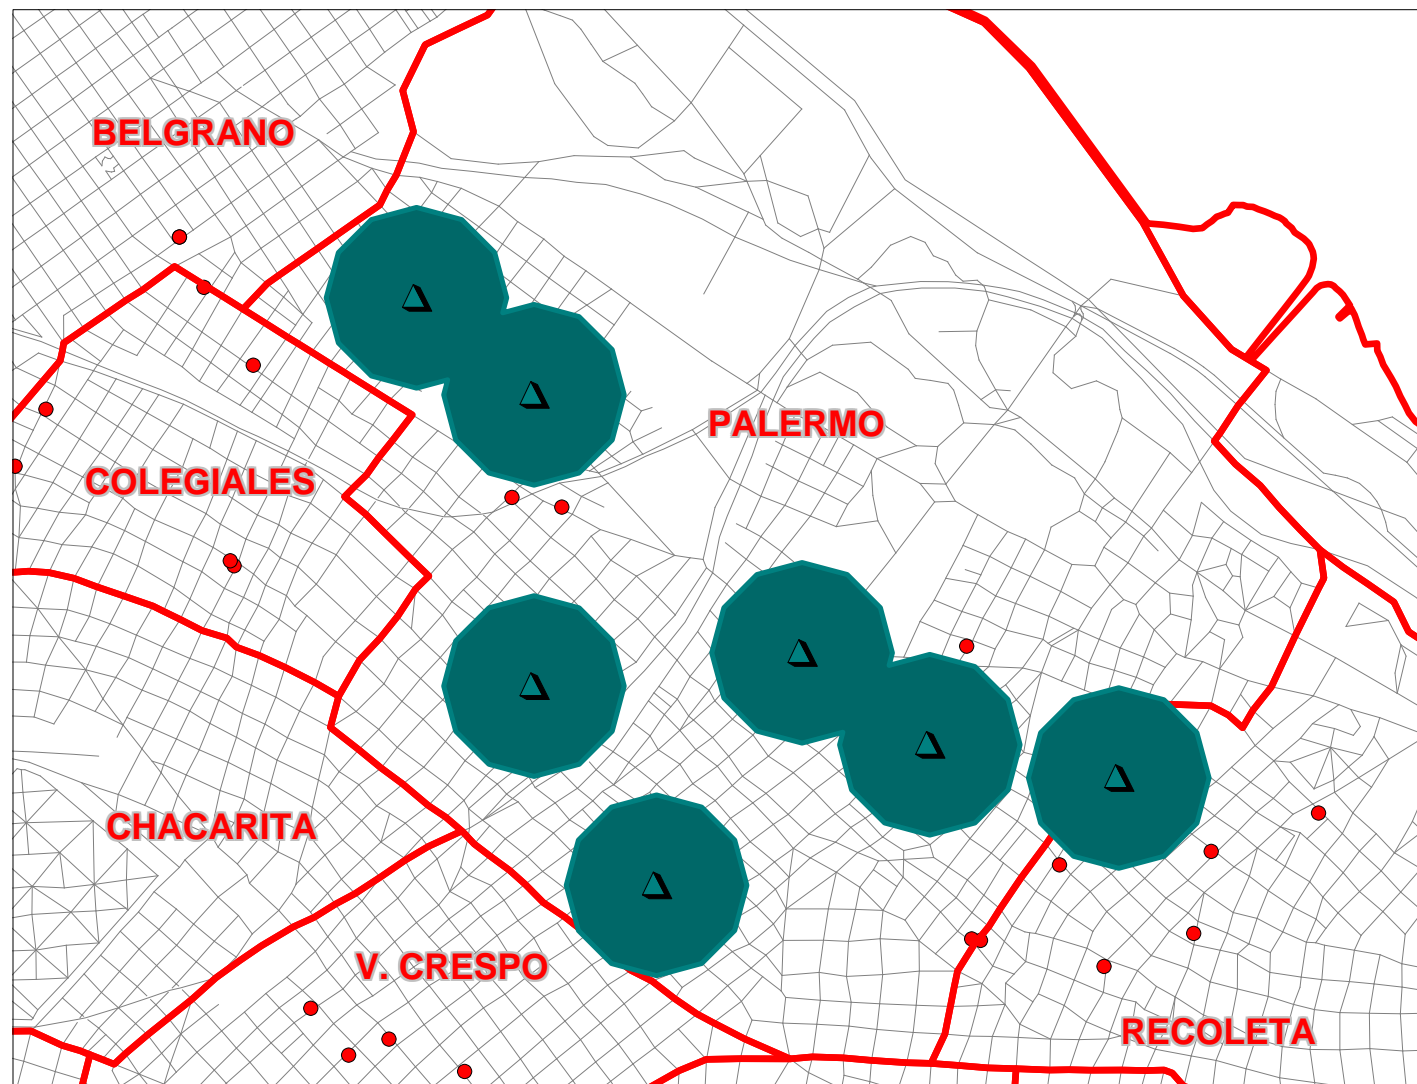 BELGRANO
PALERMO
COLEGIALES
CHACARITA
V. CRESPO
RECOLETA